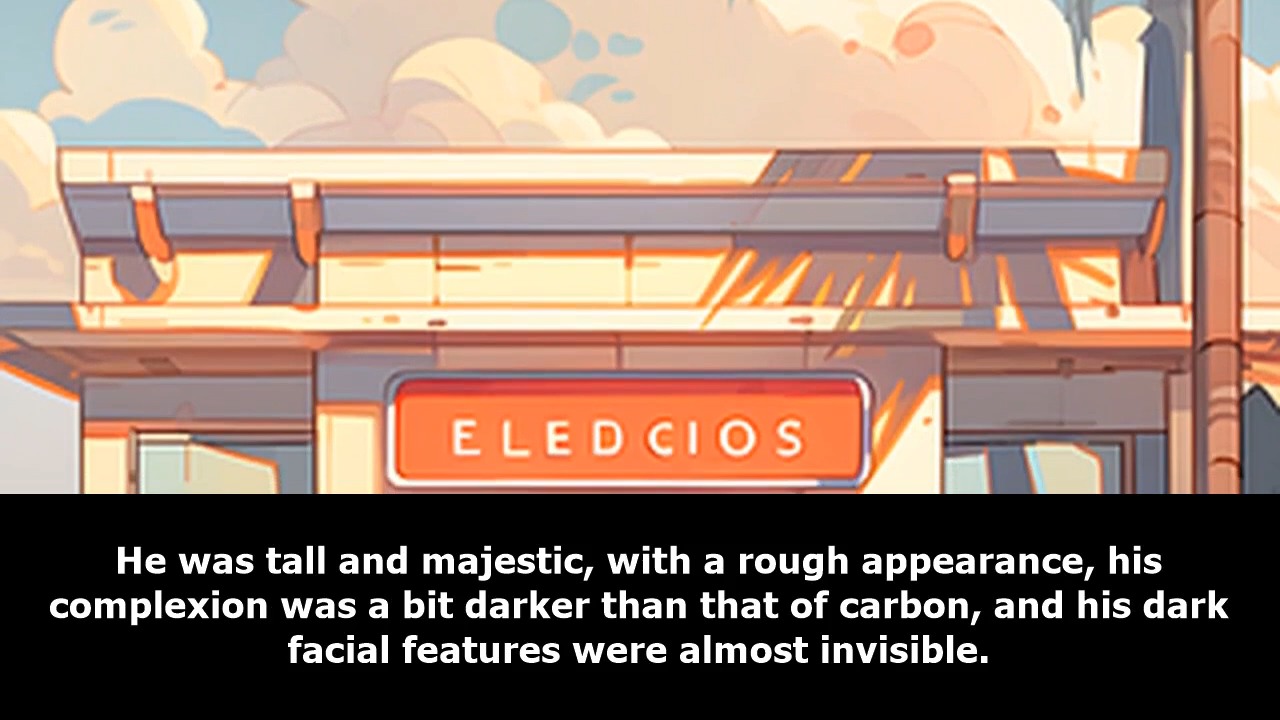 ELEDCIOS
He was tall and majestic, with a rough appearance, his
complexion was a bit darker than that of carbon, and his dark
facial features were almost invisible.